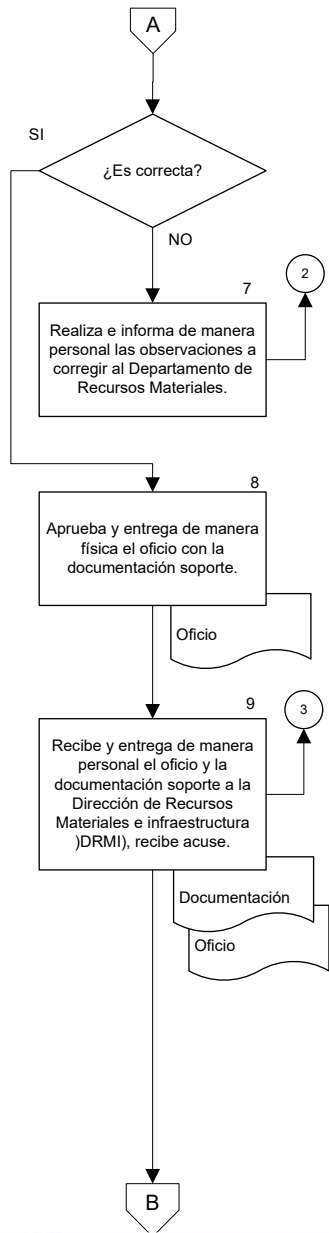 A
SI
¿Es correcta?
NO
2
7
Realiza e informa de manera
personal las observaciones a
corregir al Departamento de
Recursos Materiales.
8
Aprueba y entrega de manera
física el oficio con la
documentación soporte.
Oficio
9
3
Recibe y entrega de manera
personal el oficio y la
documentación soporte a la
Dirección de Recursos
Materiales e infraestructura
)DRMI), recibe acuse.
Documentación
Oficio
B